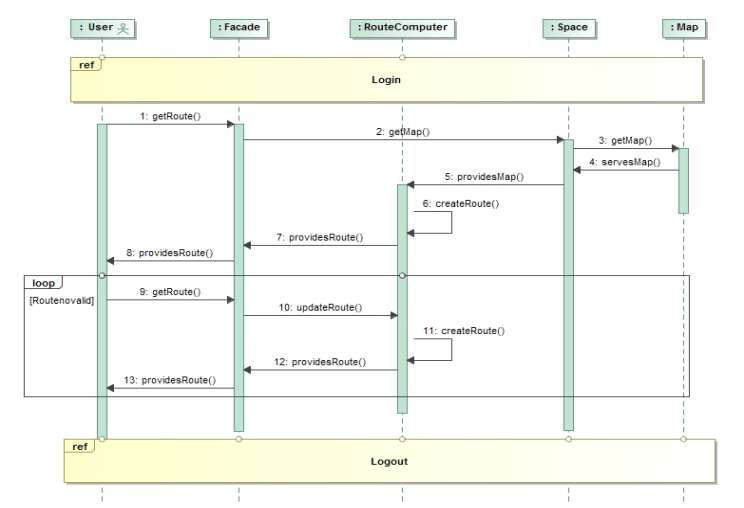 : User
: Facade
: RouteComputer
: Space
: Map
ref
Login
1: getRoute()
2: getMap()
3: getMap()
4: servesMap()
5: providesMap()
6: createRoute()
7: providesRoute()
8: providesRoute()
loop
[Routenovalid]
9: getRoute()
10: updateRoute()
11: createRoute()
12: providesRoute()
13: providesRoute()
ref
Logout